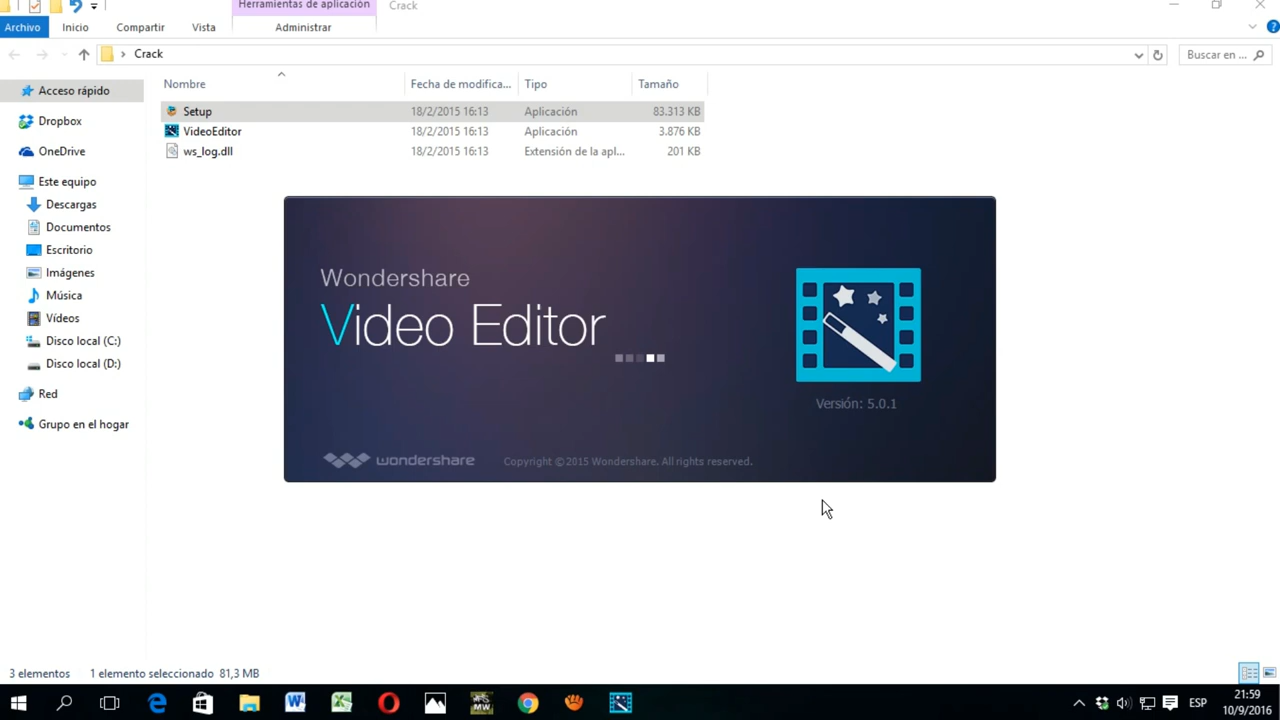 Herramientas de aplicación
Crack
Archivo
Inicio
Compartir
Vista
Administrar
Crack
Buscar en ...
Nombre
Fecha de modifica...
Tipo
Tamaño
Setup
18/2/2015 16:13
Aplicación
83.313 KB
VideoEditor
18/2/2015 16:13
Aplicación
3.876 KB
ws_log.dll
18/2/2015 16:13
Extensión de la apl...
201 KB
Acceso rápido
Dropbox
OneDrive
Este equipo
Descargas
Documentos
Escritorio
Imágenes
Música
Vídeos
Disco local (C:)
Disco local (D:)
Red
Grupo en el hogar
Wondershare
Video Editor
Versión: 5.0.1
wondershare
Copyright © 2015 Wondershare. All rights reserved.
3 elementos
1 elemento seleccionado 81,3 MB
MW
ESP
21:59
10/9/2016